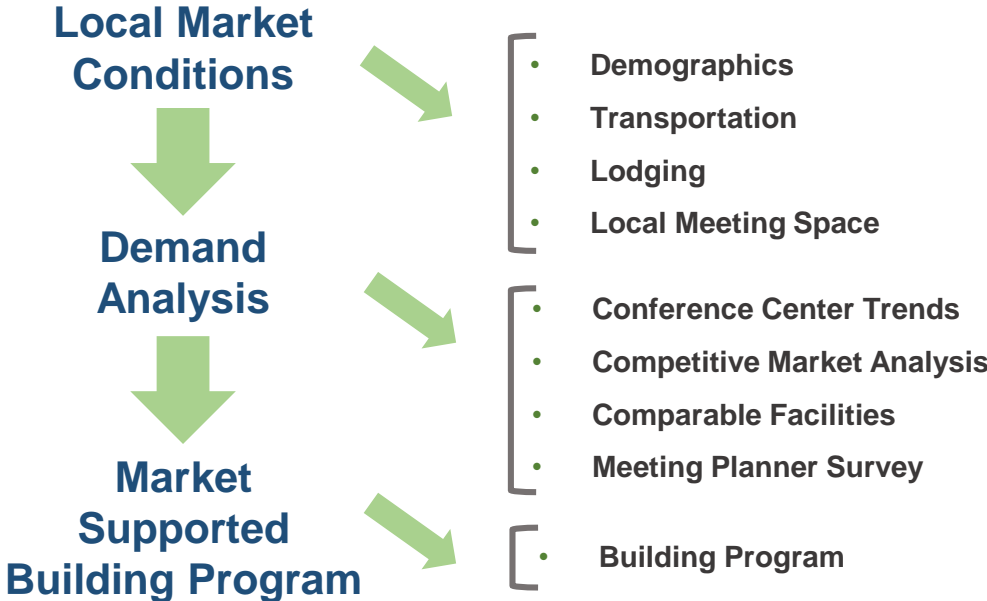 Local Market
Conditions
• Demographics
• Transportation
• Lodging
• Local Meeting Space
Demand
Analysis
• Conference Center Trends
• Competitive Market Analysis
• Comparable Facilities
• Meeting Planner Survey
Market
Supported
Building Program
• Building Program